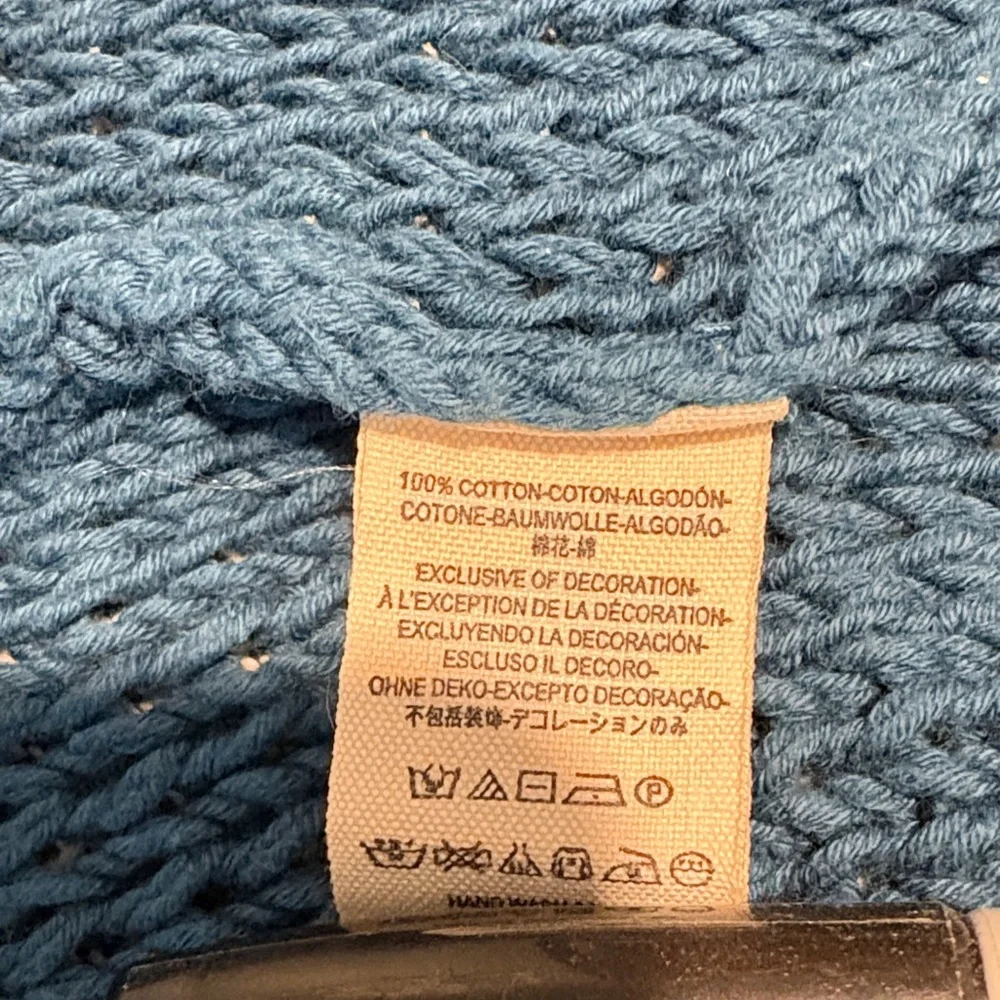 100% COTTON-COTON-ALGODÓN-
COTONE-BAUMWOLLE-ALGODÃO-
棉花-綿
EXCLUSIVE OF DECORATION-
À L'EXCEPTION DE LA DÉCORATION-
EXCLUYENDO LA DECORACIÓN-
ESCLUSO IL DECORO-
OHNE DEKO-EXCEPTO DECORAÇÃO-
不包括装饰-デコレーションのみ
P
HAND WASH